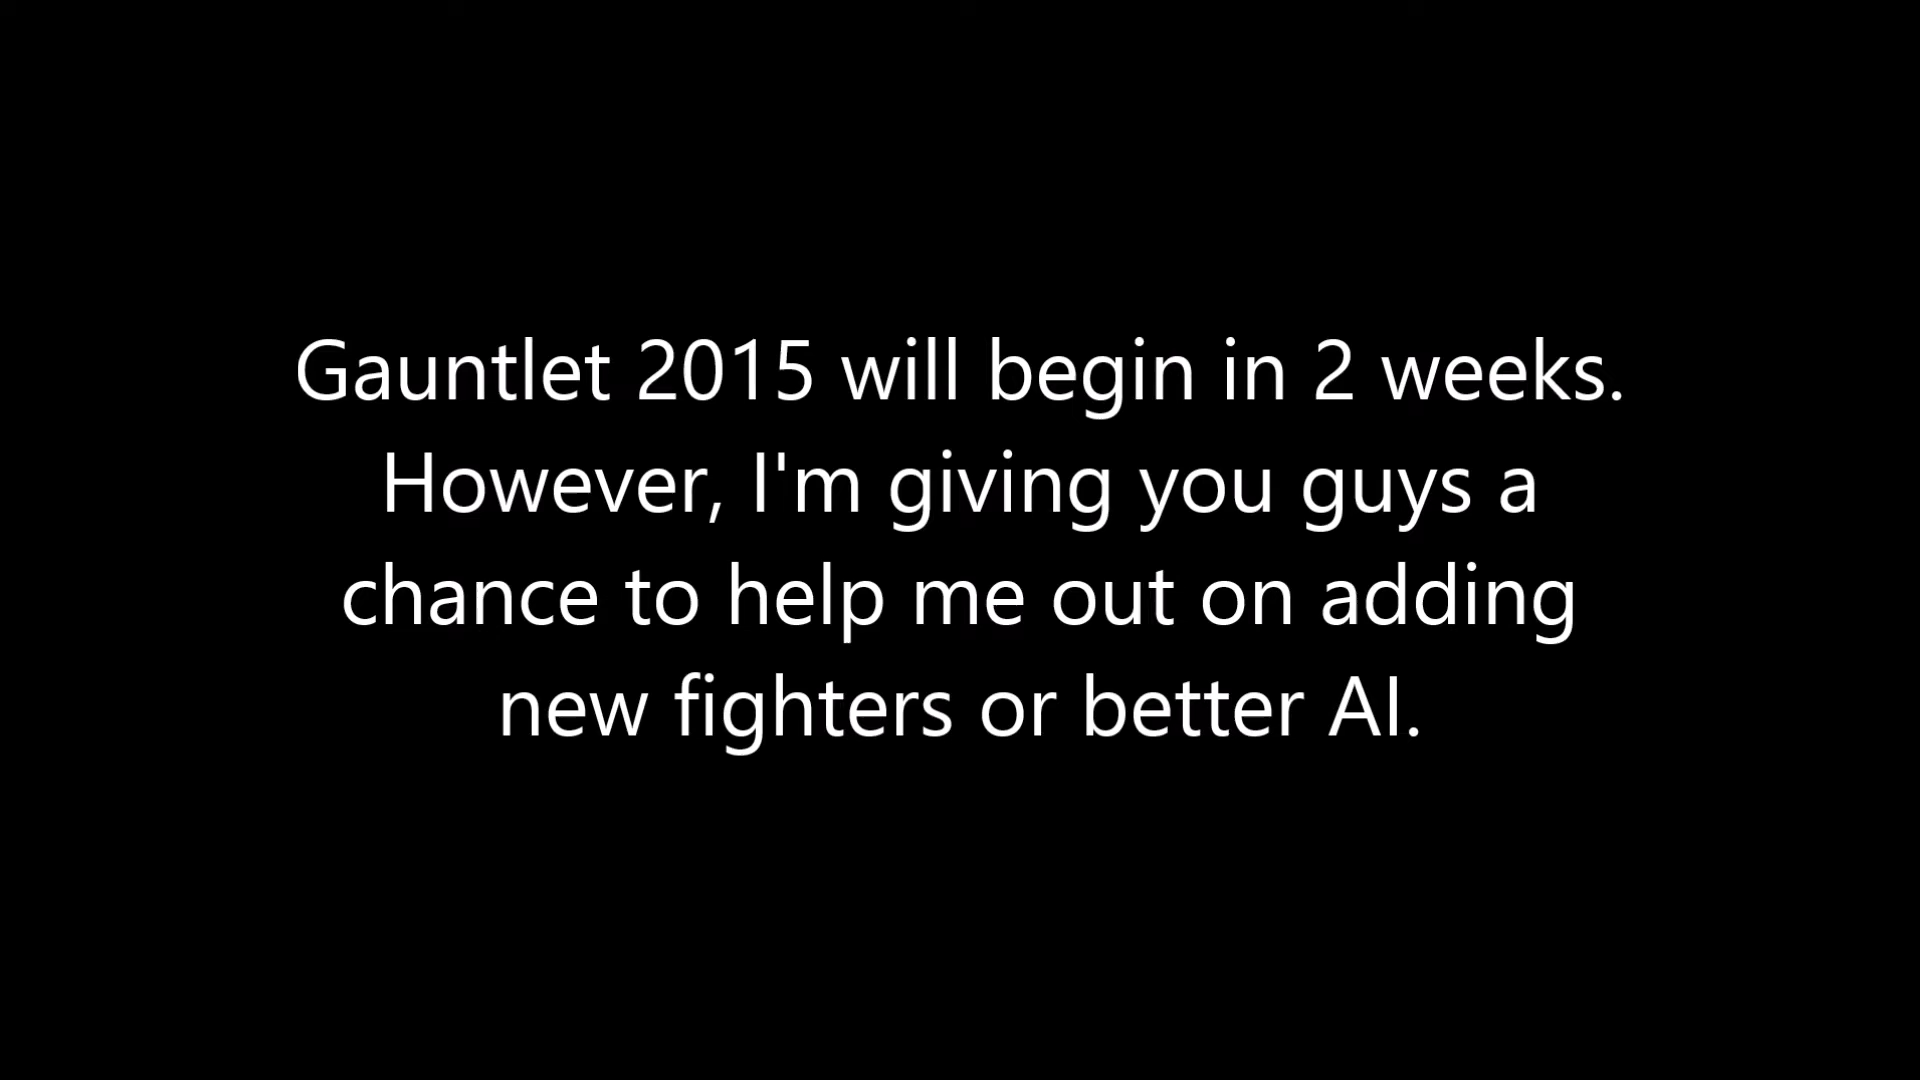 Gauntlet 2015 will begin in 2 weeks.
However, I'm giving you guys a
chance to help me out on adding
new fighters or better AI.